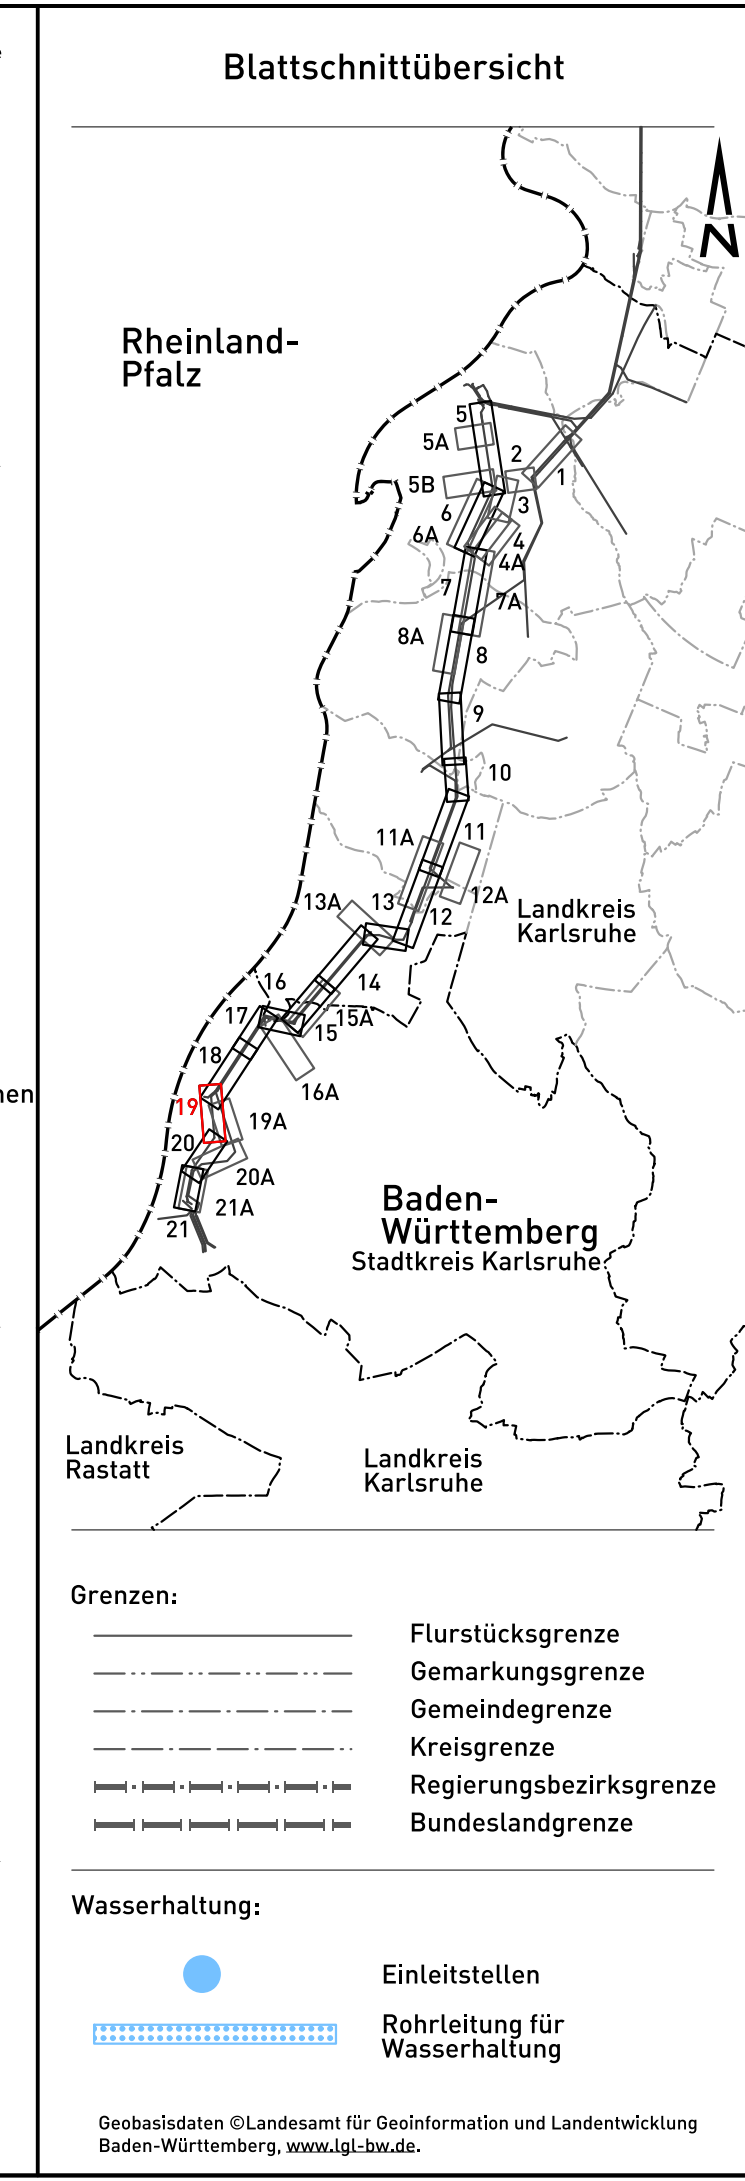 Blattschnittübersicht
N
Rheinland-
Pfalz
5
5A
2
1
5B
3
6
4
6A
4A
7
7A
8A
8
9
10
11A
11
13A
13
12A
12
Landkreis
Karlsruhe
16
14
17
15A
15
18
16A
19
19A
20
20A
21A
21
Baden-
Württemberg
Stadtkreis Karlsruhe
Landkreis
Rastatt
Landkreis
Karlsruhe
Grenzen:
Flurstücksgrenze
Gemarkungsgrenze
Gemeindegrenze
Kreisgrenze
Regierungsbezirksgrenze
Bundeslandgrenze
Wasserhaltung:
Einleitstellen
Rohrleitung für
Wasserhaltung
Geobasisdaten ©Landesamt für Geoinformation und Landentwicklung
Baden-Württemberg, www.lgl-bw.de.